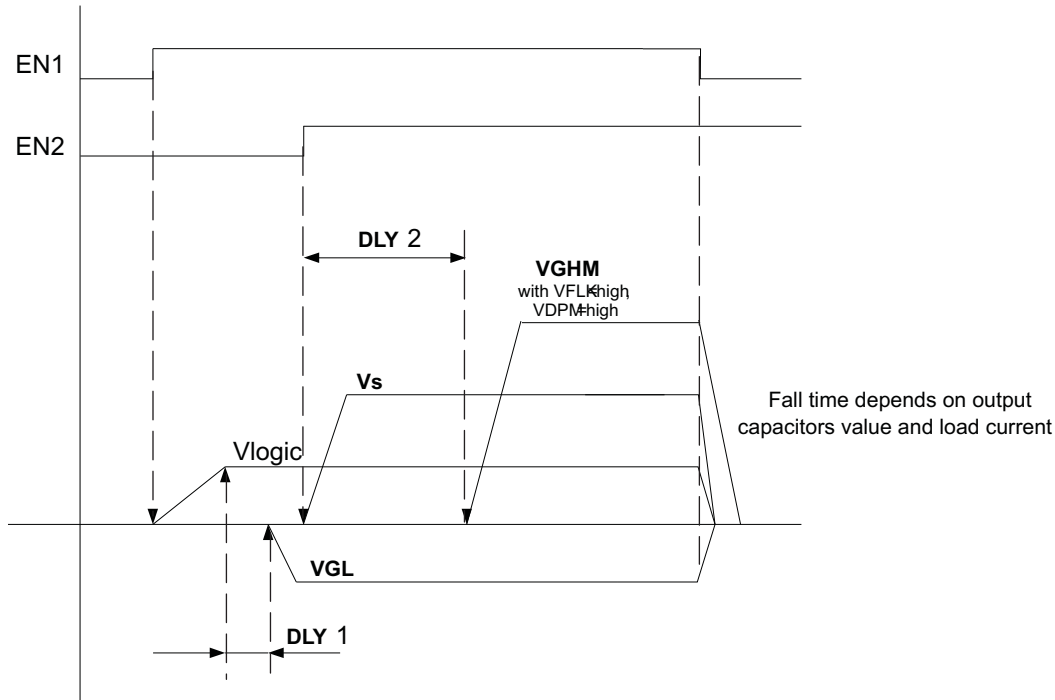 EN1
EN2
DLY 2
VGHM
with VFLK=high,
VDPM=high
Vs
Fall time depends on output
capacitors value and load current
Vlogic
VGL
DLY 1